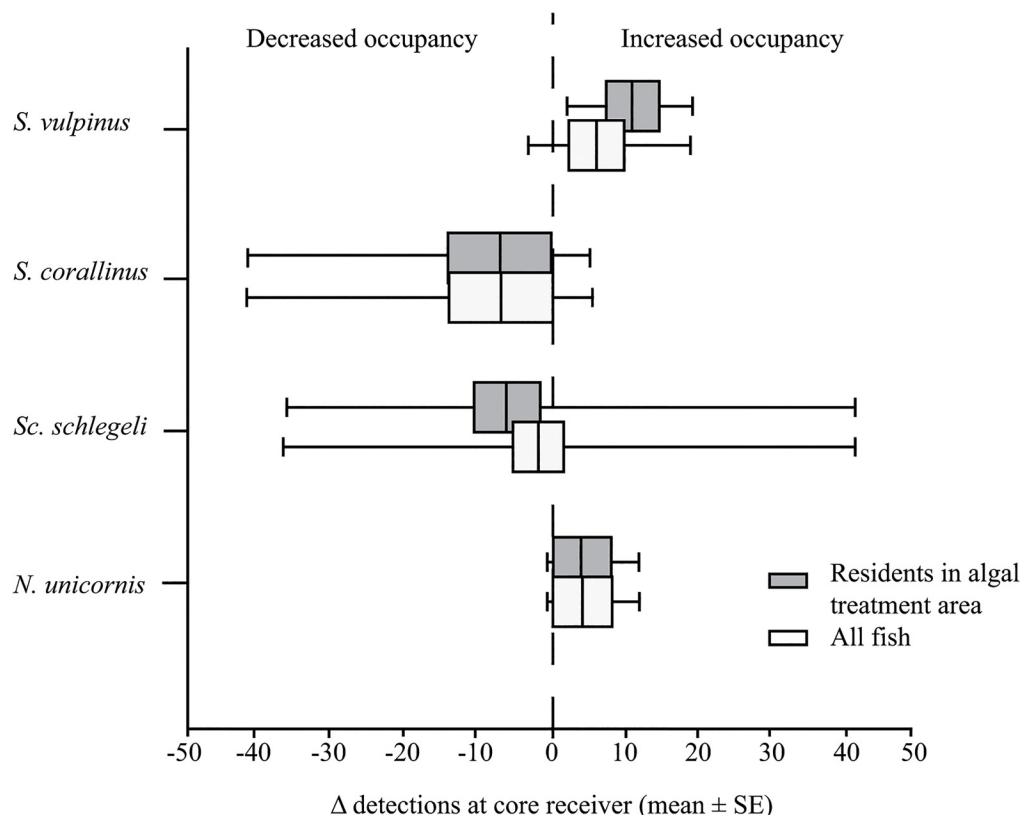 Decreased occupancy
Increased occupancy
S. vulpinus
S. corallinus
Sc. schlegeli
N. unicornis
Residents in algal
treatment area
All fish
-50 -40 -30 -20 -10 0 10 20 30 40 50
Δ detections at core receiver (mean ± SE)